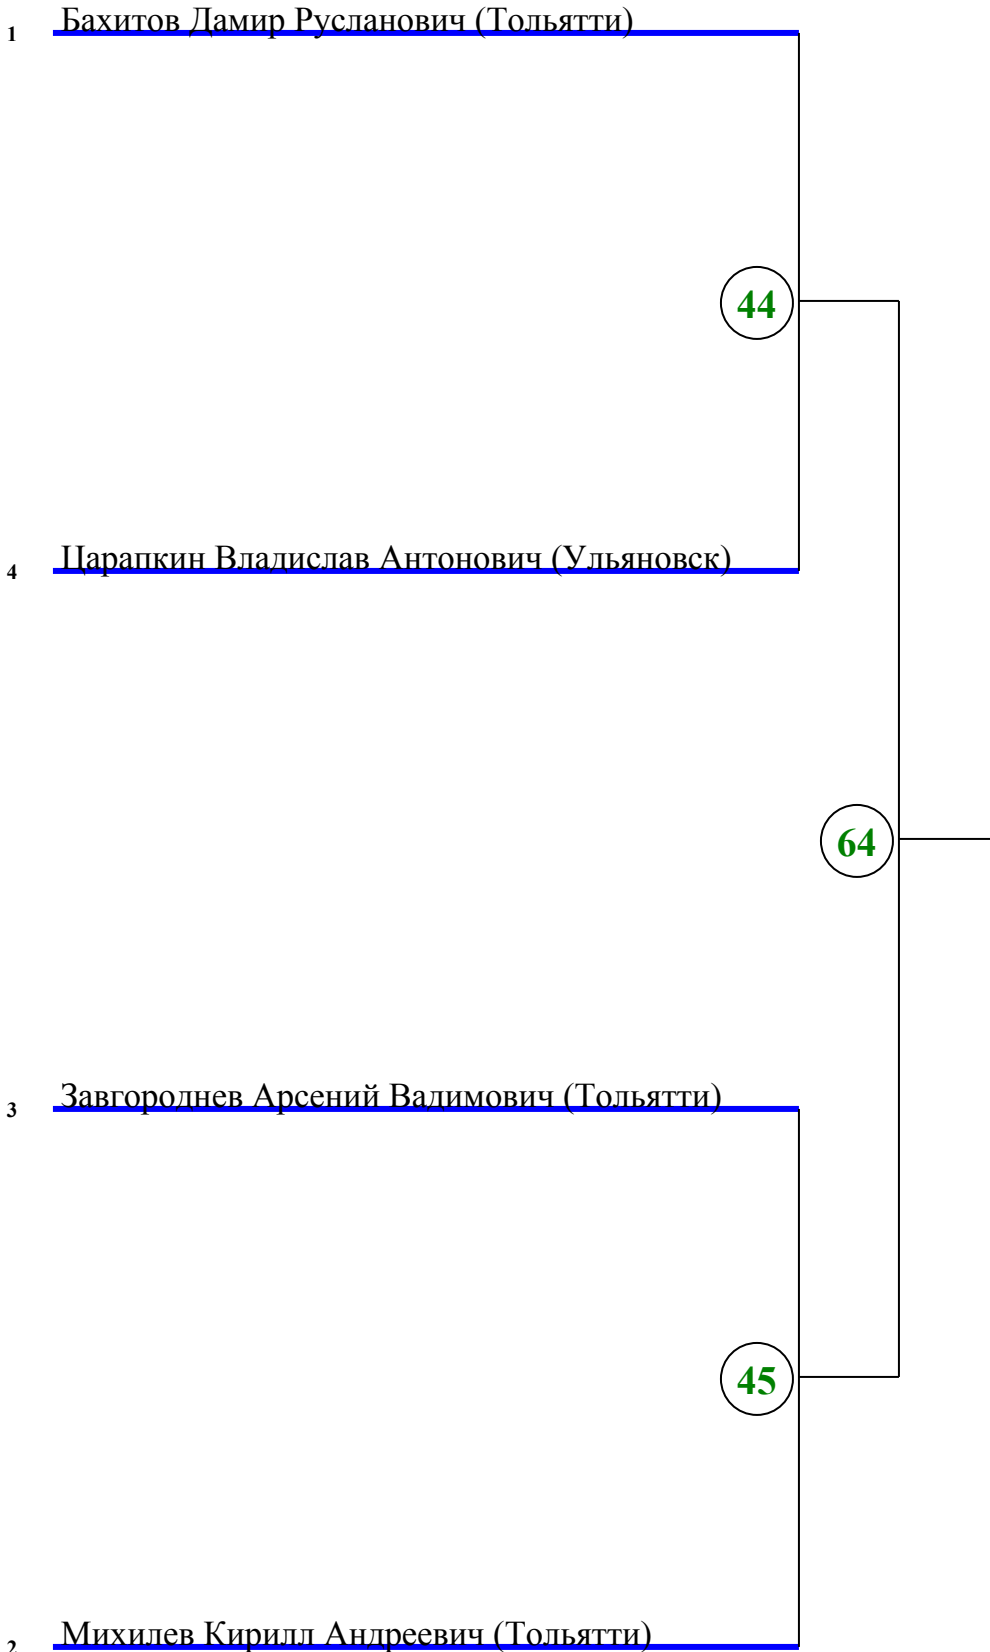 1 Бахитов Дамир Русланович (Тольятти)
44
4 Царапкин Владислав Антонович (Ульяновск)
64
3 Завгороднев Арсений Вадимович (Тольятти)
45
2 Михилев Кирилл Андреевич (Тольятти)